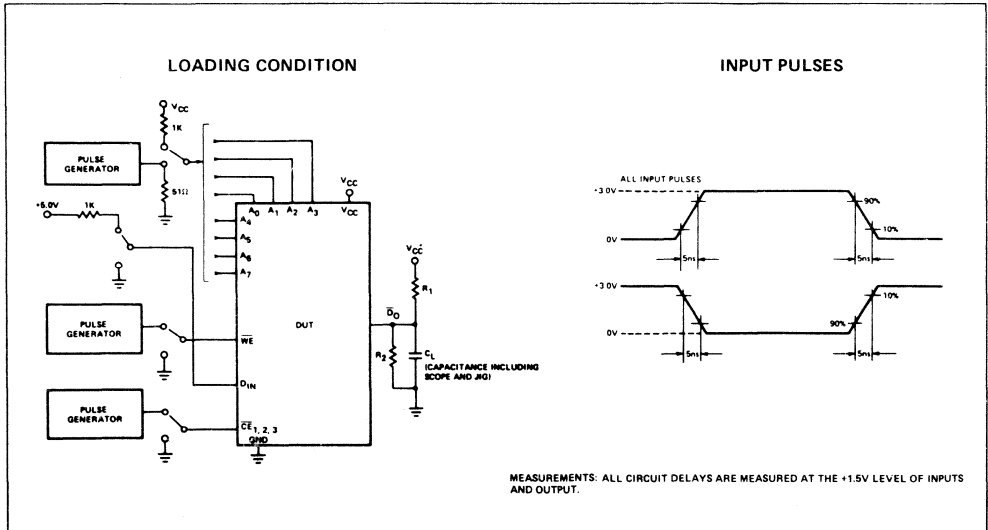 LOADING CONDITION
INPUT PULSES
VCC
1K
PULSE
GENERATOR
51Ω
+5.0V
1K
VCC
A0 A1 A2 A3
VCC
A4
A5
A6
A7
VCC
R1
D̅O
DUT
PULSE
GENERATOR
W̅E̅
R2
CL
(CAPACITANCE INCLUDING
SCOPE AND JIG)
DIN
PULSE
GENERATOR
C̅E̅1, 2, 3
GND
ALL INPUT PULSES
+3.0V
90%
10%
0V
5ns
5ns
+3.0V
10%
90%
0V
5ns
5ns
MEASUREMENTS: ALL CIRCUIT DELAYS ARE MEASURED AT THE +1.5V LEVEL OF INPUTS
AND OUTPUT.